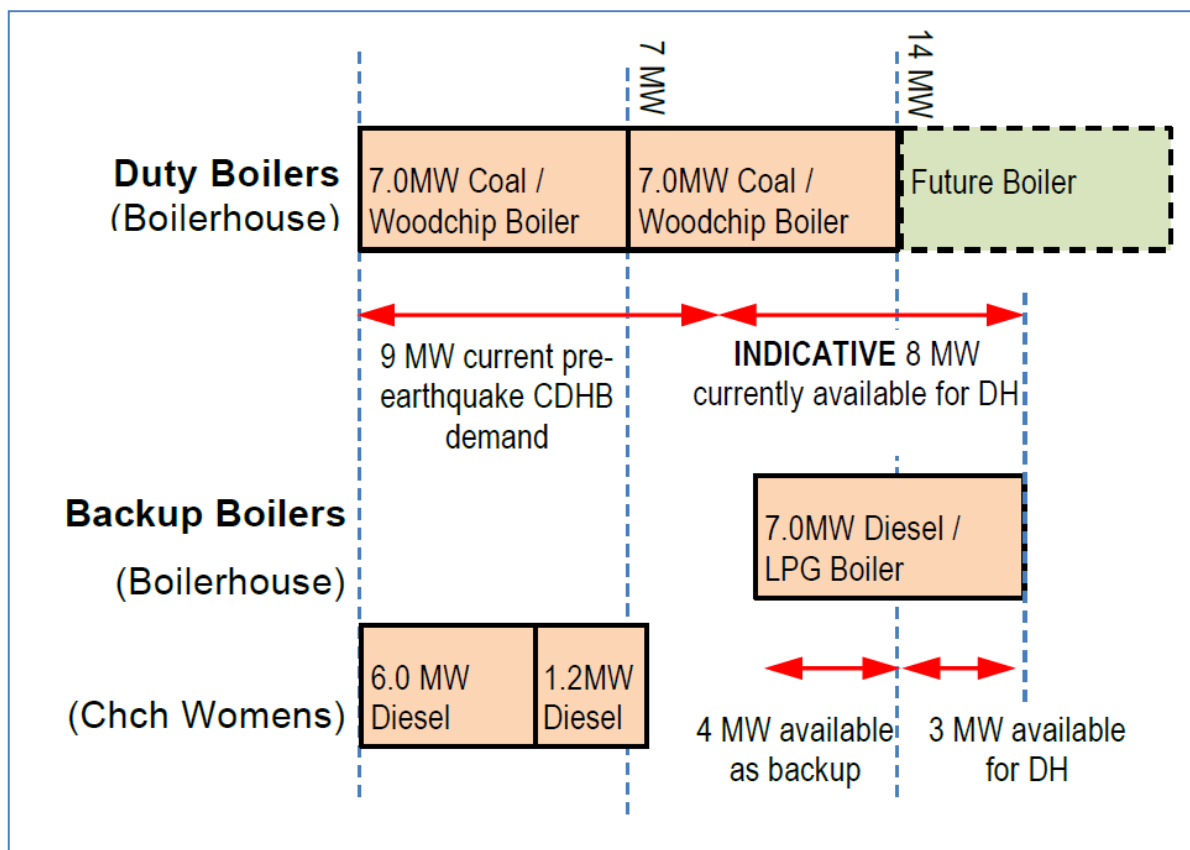 7 MW
14 MW
Duty Boilers
(Boilerhouse)
7.0MW Coal /
Woodchip Boiler
7.0MW Coal /
Woodchip Boiler
Future Boiler
9 MW current pre-
earthquake CDHB
demand
INDICATIVE 8 MW
currently available for DH
Backup Boilers
(Boilerhouse)
7.0MW Diesel /
LPG Boiler
(Chch Womens)
6.0 MW
Diesel
1.2MW
Diesel
4 MW available
as backup
3 MW available
for DH